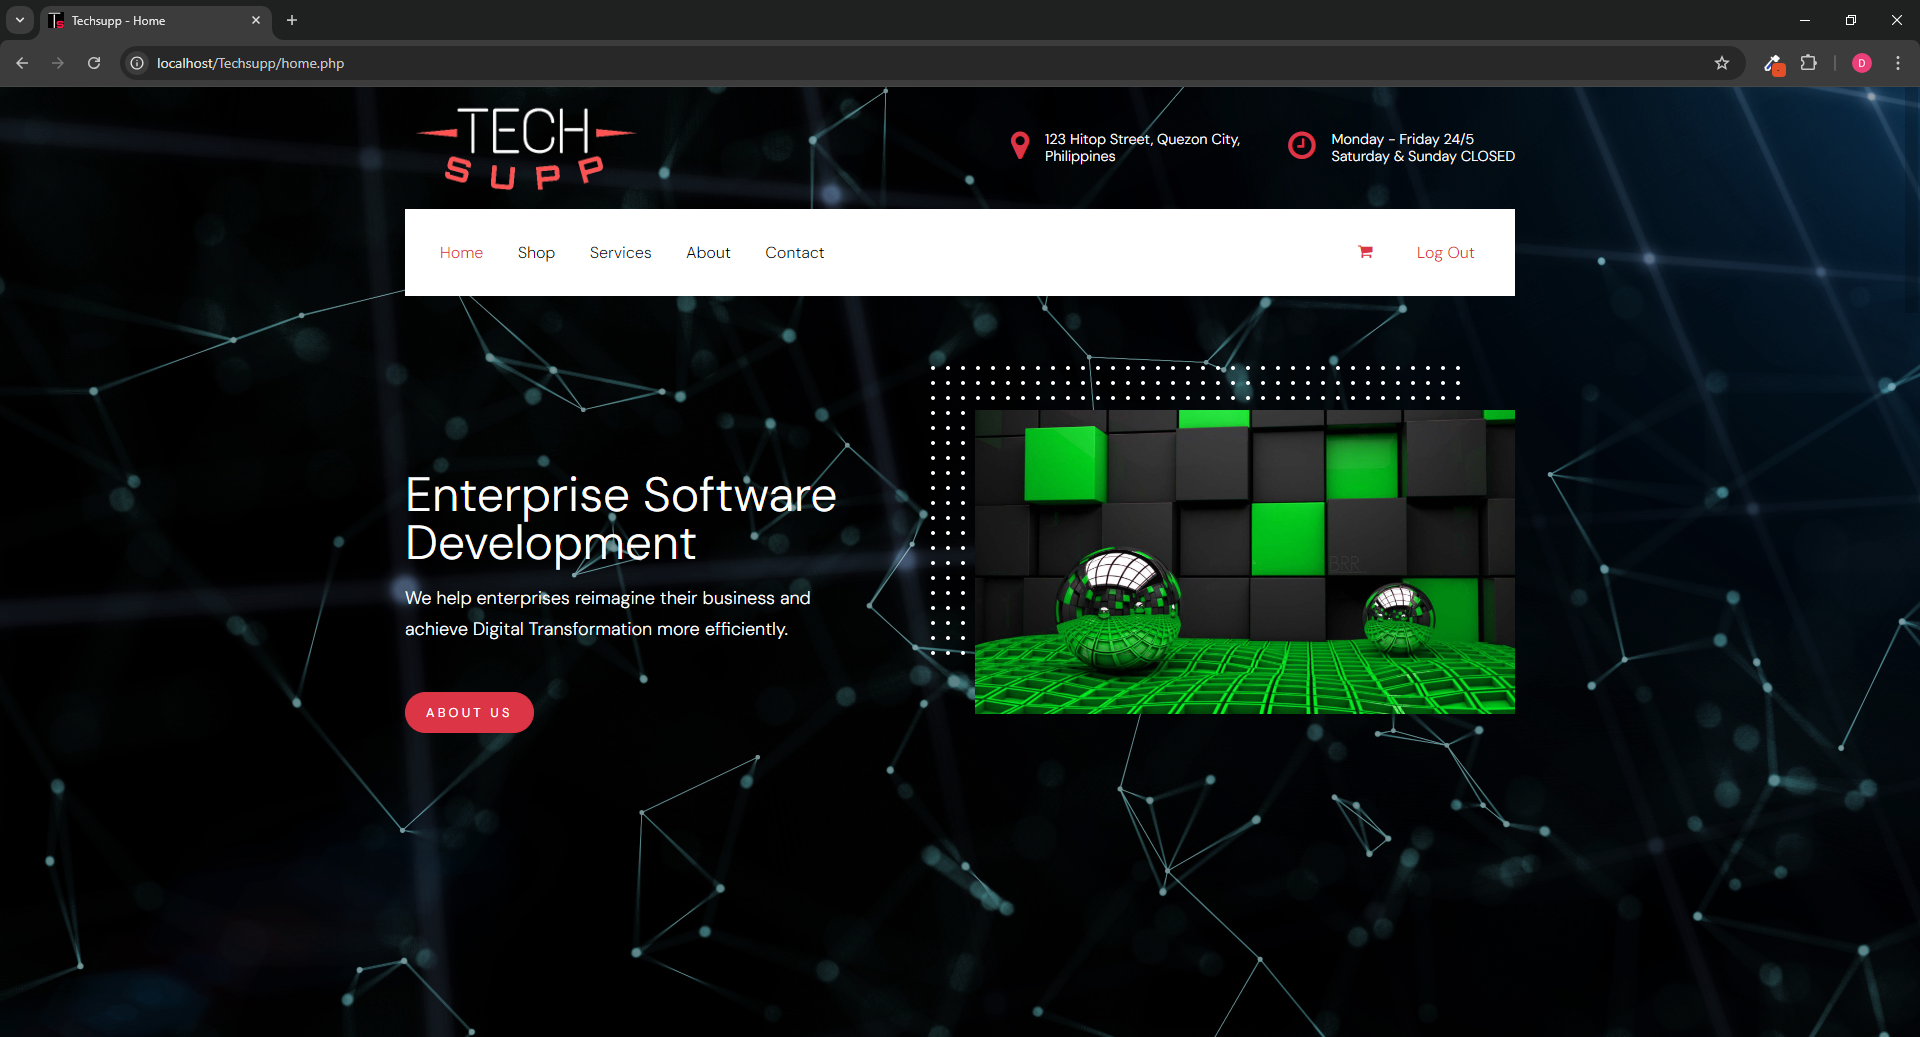 Techsupp - Home
localhost/Techsupp/home.php
D
TECH
SUPP
123 Hitop Street, Quezon City,
Philippines
Monday - Friday 24/5
Saturday & Sunday CLOSED
Home
Shop
Services
About
Contact
Log Out
Enterprise Software
Development
We help enterprises reimagine their business and
achieve Digital Transformation more efficiently.
ABOUT US
BRR